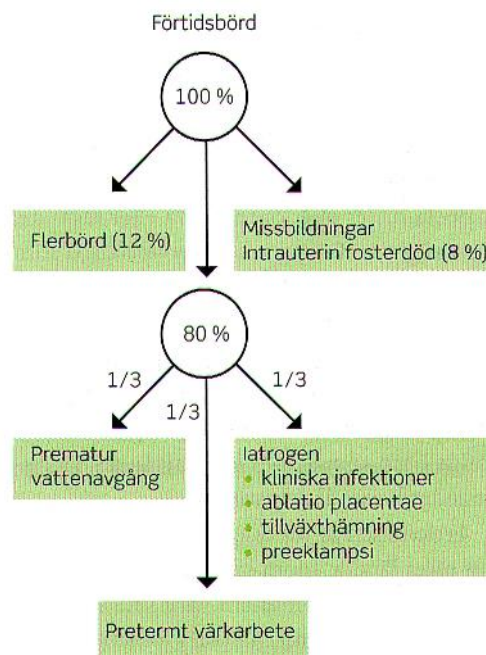 Förtidsbörd
100 %
Flerbörd (12 %)
Missbildningar
Intrauterin fosterdöd (8 %)
80 %
1/3
1/3
1/3
Prematur
vattenavgång
Iatrogen
• kliniska infektioner
• ablatio placentae
• tillväxthämning
• preeklampsi
Pretermt värkarbete